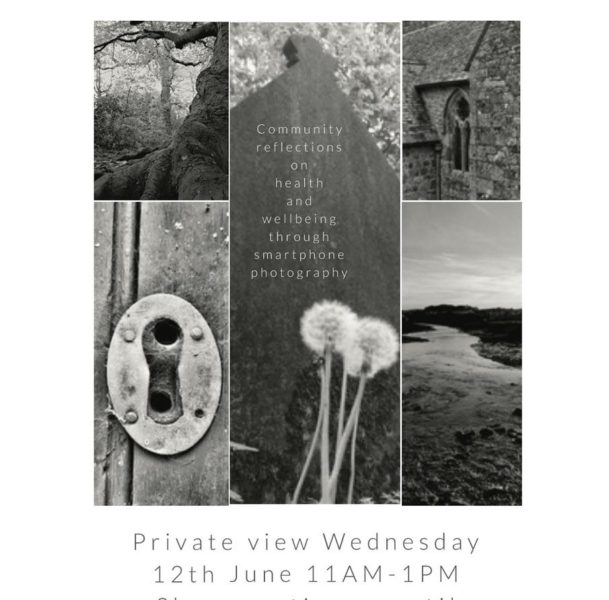 Community
reflections
on
health
and
wellbeing
through
smartphone
photography
Private view Wednesday
12th June 11AM-1PM